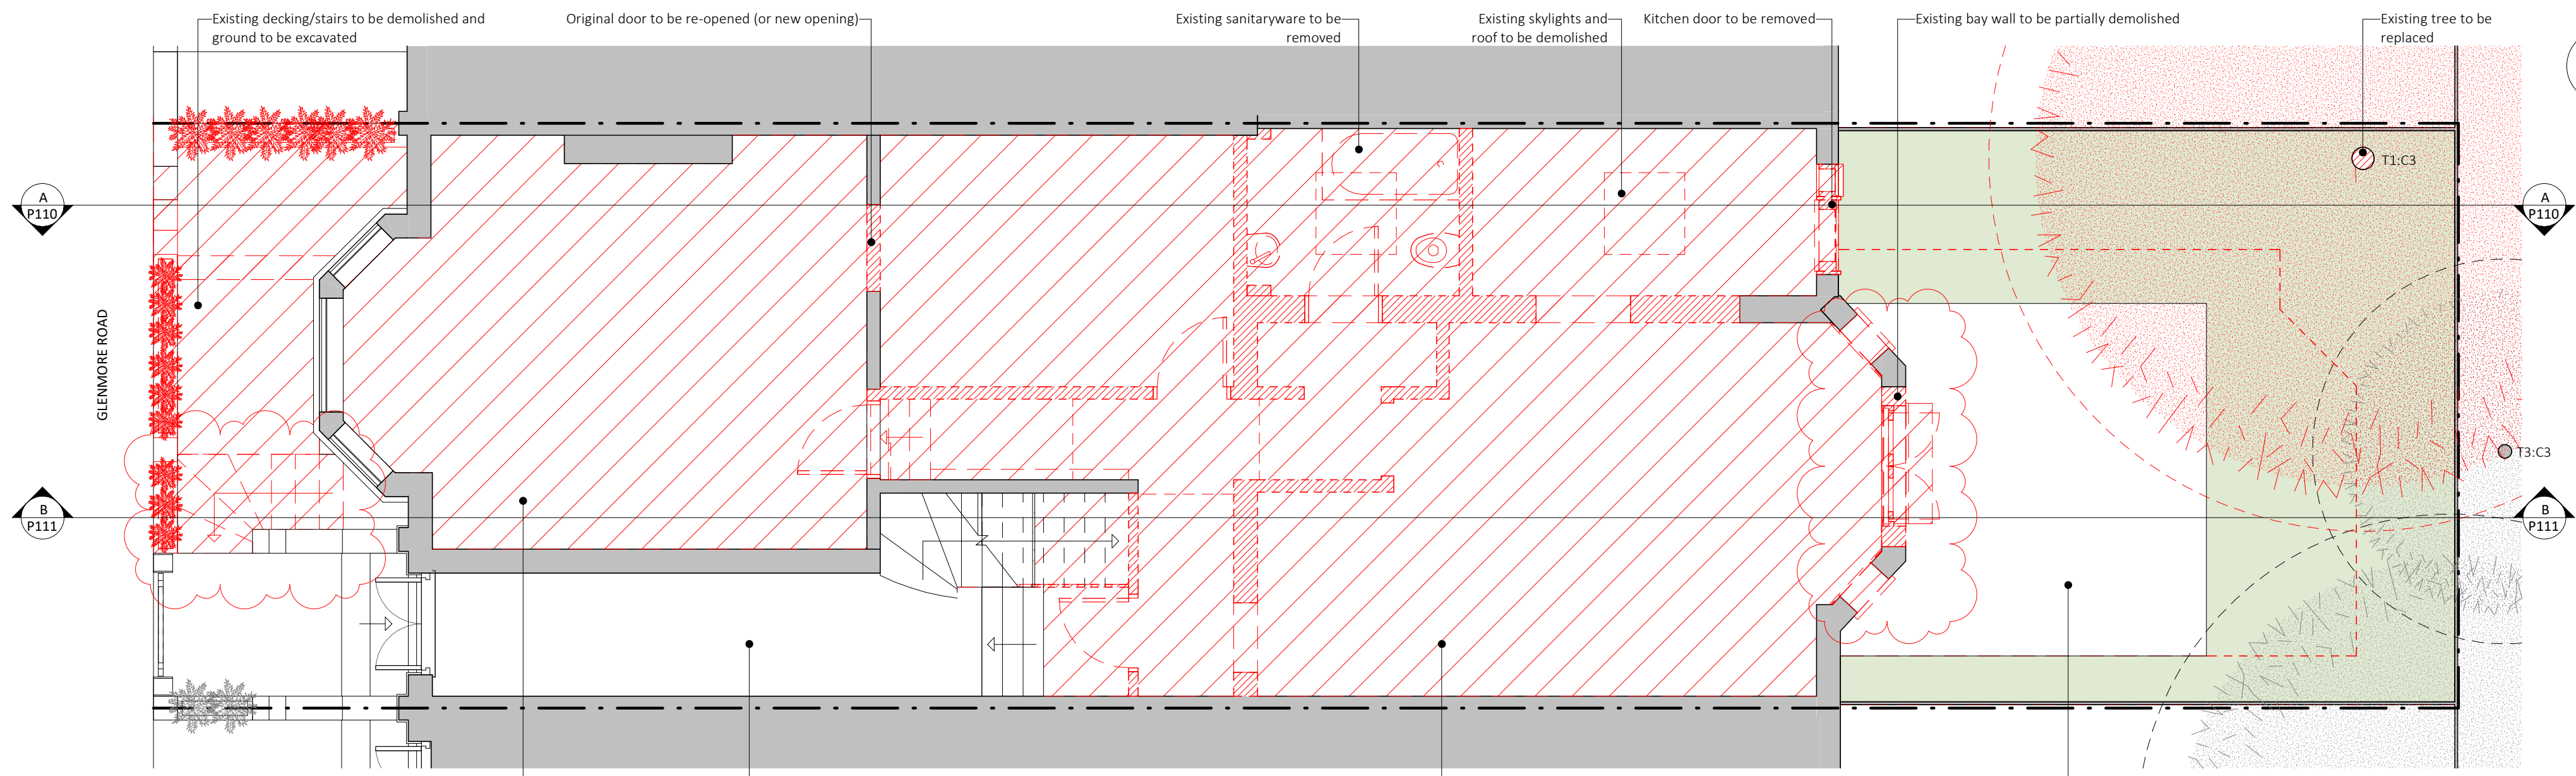 Existing decking/stairs to be demolished and
ground to be excavated
Original door to be re-opened (or new opening)
Existing sanitaryware to be
removed
Existing skylights and
roof to be demolished
Kitchen door to be removed
Existing bay wall to be partially demolished
Existing tree to be
replaced
T1:C3
A
P110
A
P110
GLENMORE ROAD
T3:C3
B
P111
B
P111